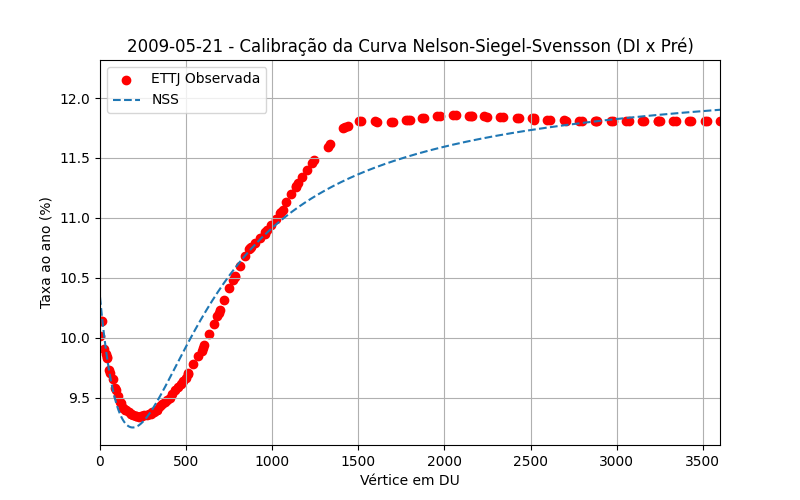 2009-05-21 - Calibração da Curva Nelson-Siegel-Svensson (DI x Pré)
ETTJ Observada
NSS
Taxa ao ano (%)
12.0
11.5
11.0
10.5
10.0
9.5
0 500 1000 1500 2000 2500 3000 3500
Vértice em DU